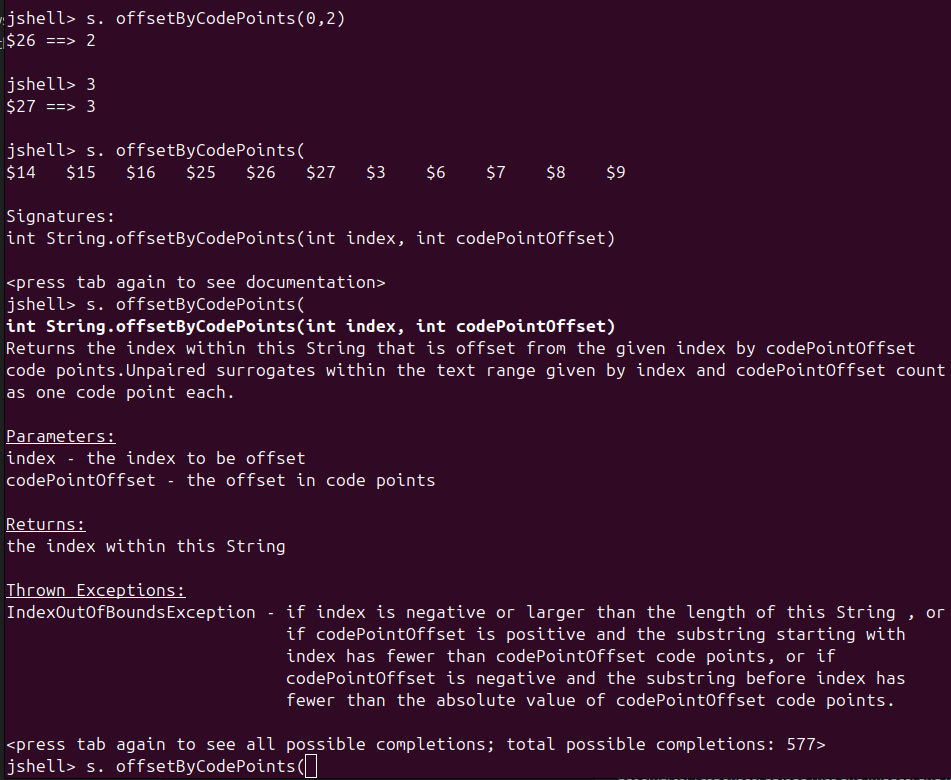 jshell> s. offsetByCodePoints(0,2)
$26 ==> 2
jshell> 3
$27 ==> 3
jshell> s. offsetByCodePoints(
$14 $15 $16 $25 $26 $27 $3 $6 $7 $8 $9
Signatures:
int String.offsetByCodePoints(int index, int codePointOffset)
<press tab again to see documentation>
jshell> s. offsetByCodePoints(
int String.offsetByCodePoints(int index, int codePointOffset)
Returns the index within this String that is offset from the given index by codePointOffset
code points.Unpaired surrogates within the text range given by index and codePointOffset count
as one code point each.
Parameters:
index - the index to be offset
codePointOffset - the offset in code points
Returns:
the index within this String
Thrown Exceptions:
IndexOutOfBoundsException - if index is negative or larger than the length of this String , or
if codePointOffset is positive and the substring starting with
index has fewer than codePointOffset code points, or if
codePointOffset is negative and the substring before index has
fewer than the absolute value of codePointOffset code points.
<press tab again to see all possible completions; total possible completions: 577>
jshell> s. offsetByCodePoints(